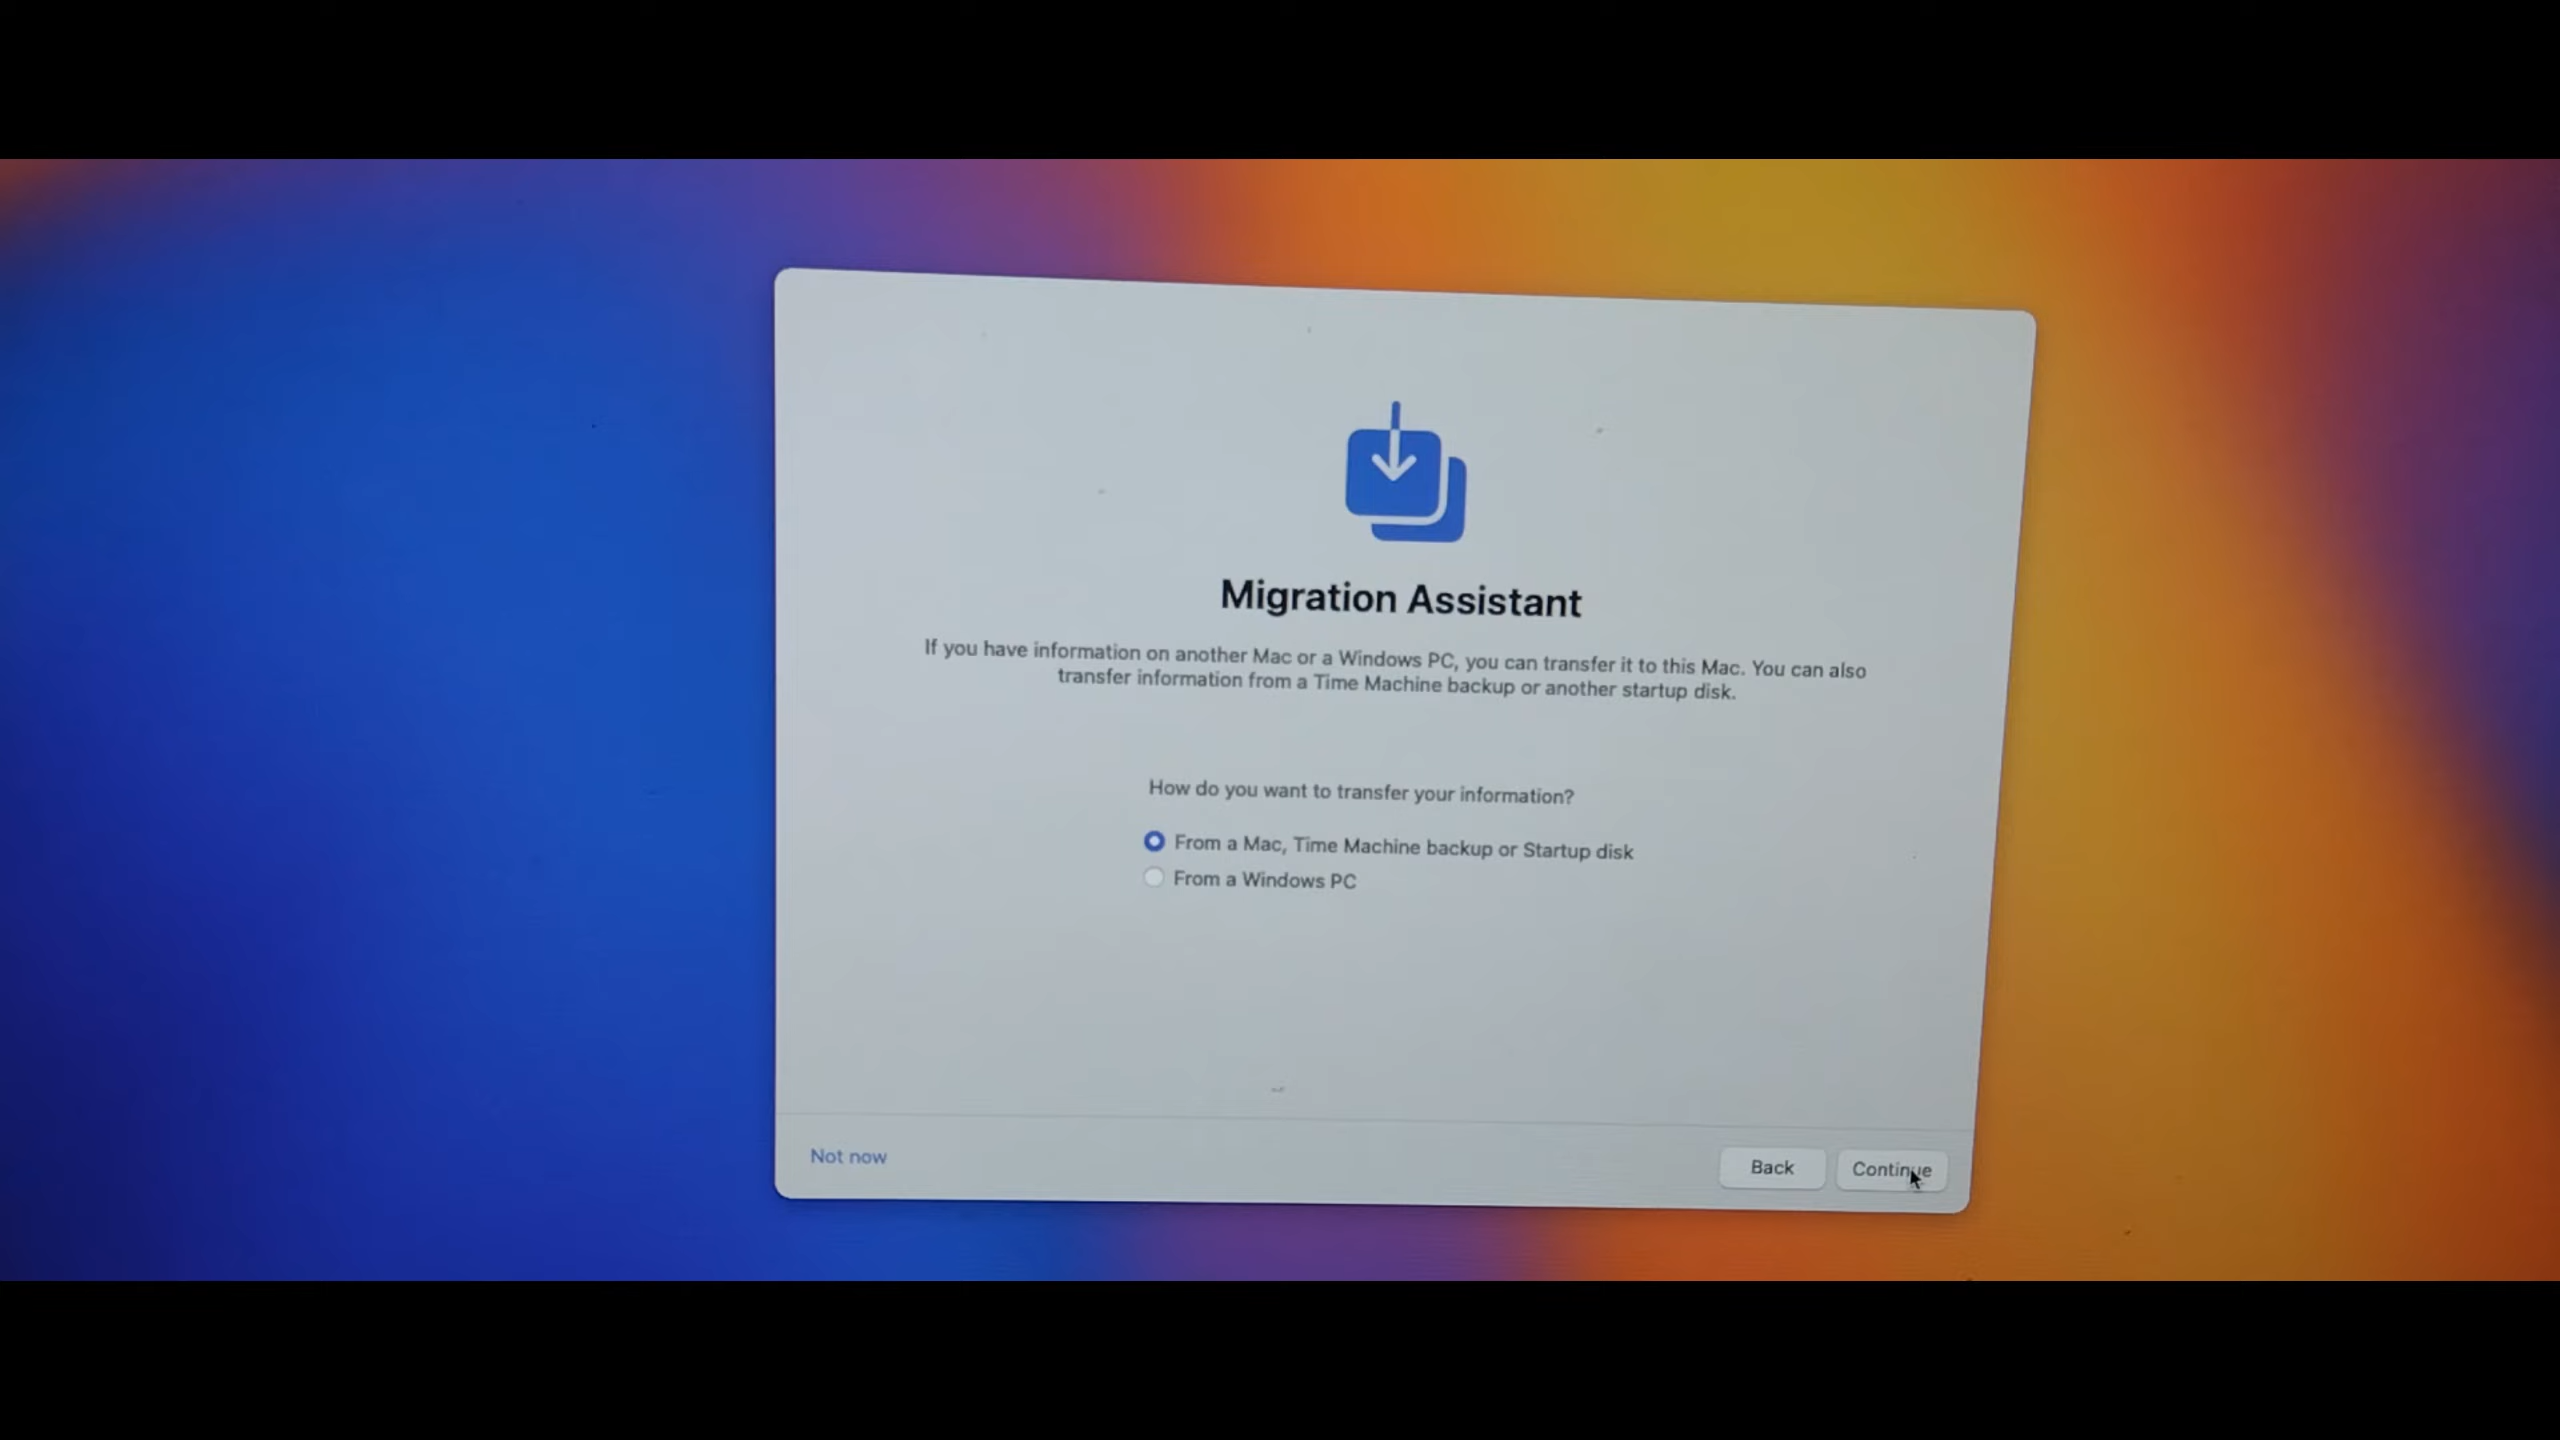 Migration Assistant
If you have information on another Mac or a Windows PC, you can transfer it to this Mac. You can also
transfer information from a Time Machine backup or another startup disk.
How do you want to transfer your information?
From a Mac, Time Machine backup or Startup disk
From a Windows PC
Not now
Back
Continue